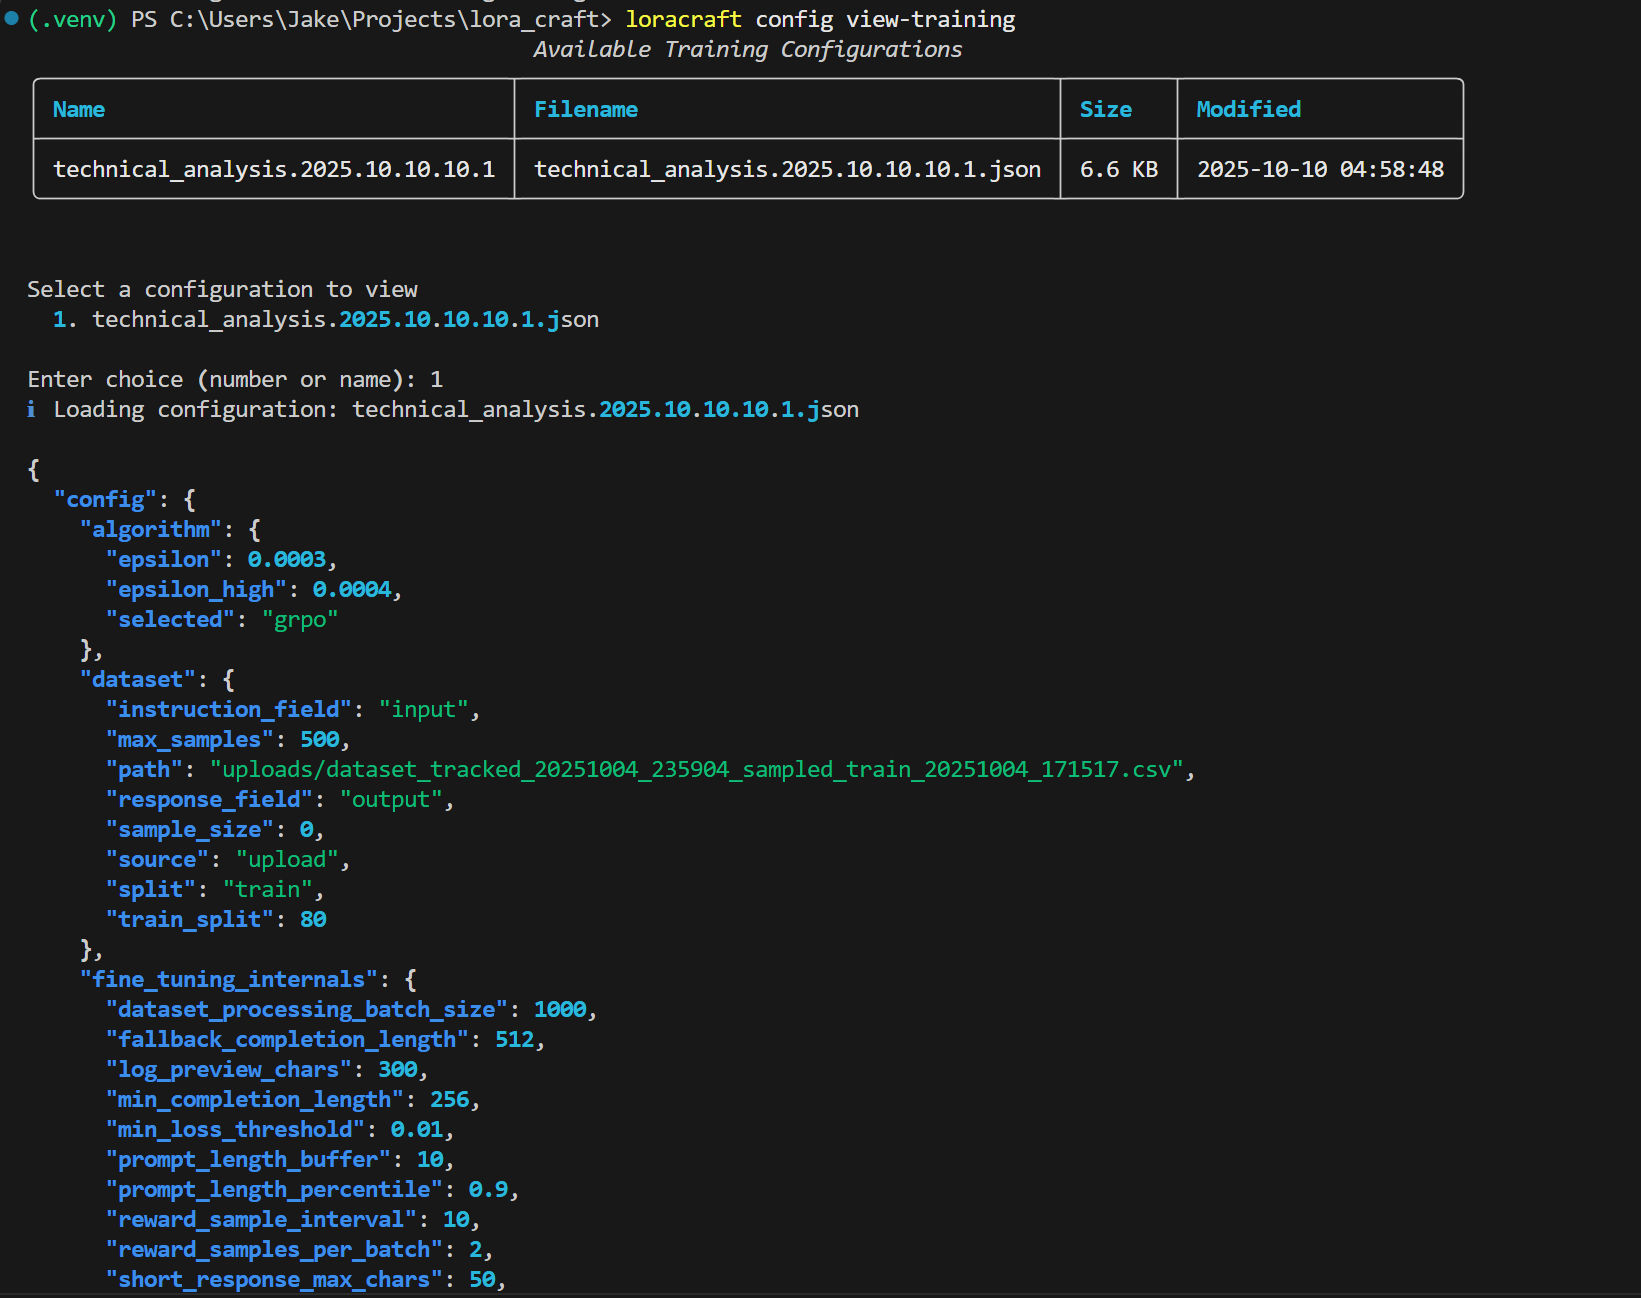 (.venv) PS C:\Users\Jake\Projects\lora_craft> loracraft config view-training
Available Training Configurations
Name Filename Size Modified
technical_analysis.2025.10.10.10.1 technical_analysis.2025.10.10.10.1.json 6.6 KB 2025-10-10 04:58:48
Select a configuration to view
1. technical_analysis.2025.10.10.10.1.json
Enter choice (number or name): 1
i Loading configuration: technical_analysis.2025.10.10.10.1.json
{
"config": {
"algorithm": {
"epsilon": 0.0003,
"epsilon_high": 0.0004,
"selected": "grpo"
},
"dataset": {
"instruction_field": "input",
"max_samples": 500,
"path": "uploads/dataset_tracked_20251004_235904_sampled_train_20251004_171517.csv",
"response_field": "output",
"sample_size": 0,
"source": "upload",
"split": "train",
"train_split": 80
},
"fine_tuning_internals": {
"dataset_processing_batch_size": 1000,
"fallback_completion_length": 512,
"log_preview_chars": 300,
"min_completion_length": 256,
"min_loss_threshold": 0.01,
"prompt_length_buffer": 10,
"prompt_length_percentile": 0.9,
"reward_sample_interval": 10,
"reward_samples_per_batch": 2,
"short_response_max_chars": 50,